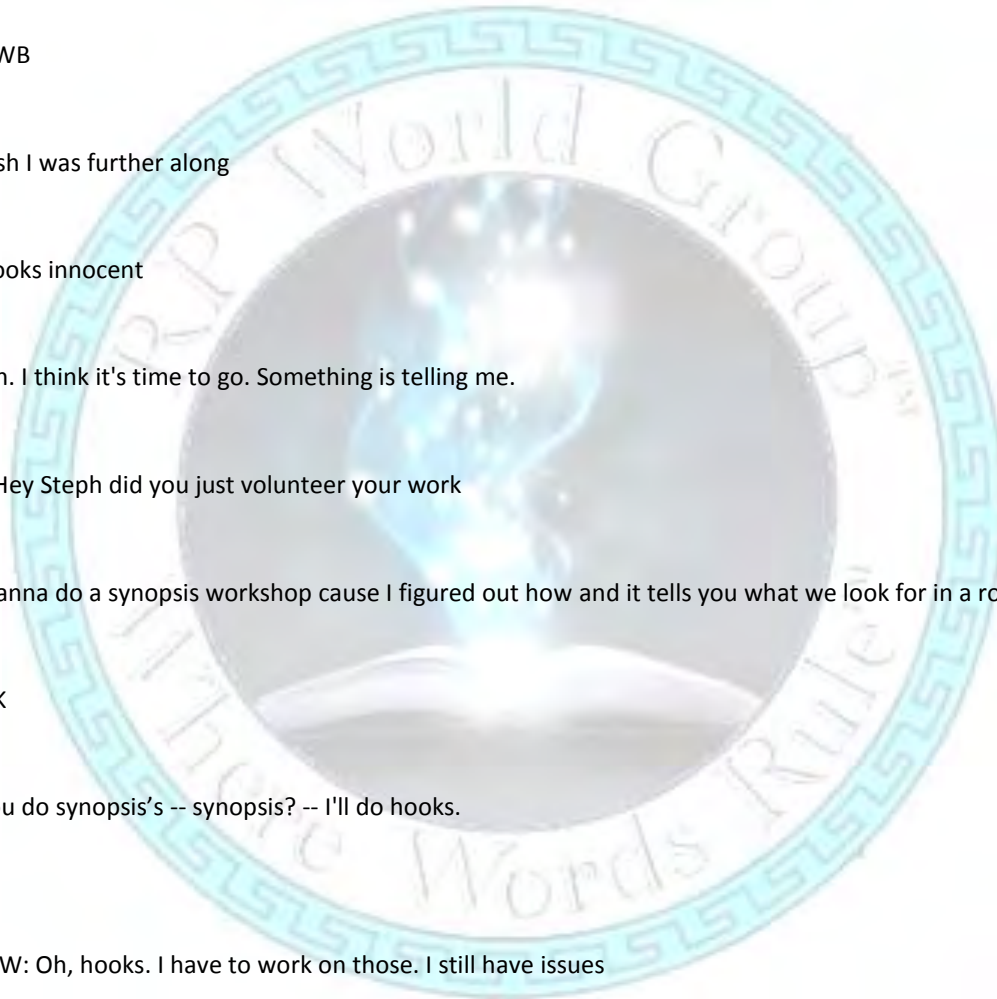 WB
sh I was further along
ooks innocent
n. I think it's time to go. Something is telling me.
Hey Steph did you just volunteer your work
anna do a synopsis workshop cause I figured out how and it tells you what we look for in a ro
K
ou do synopsis’s -- synopsis? -- I'll do hooks.
W: Oh, hooks. I have to work on those. I still have issues
RP World Group
"Where Words Rule"